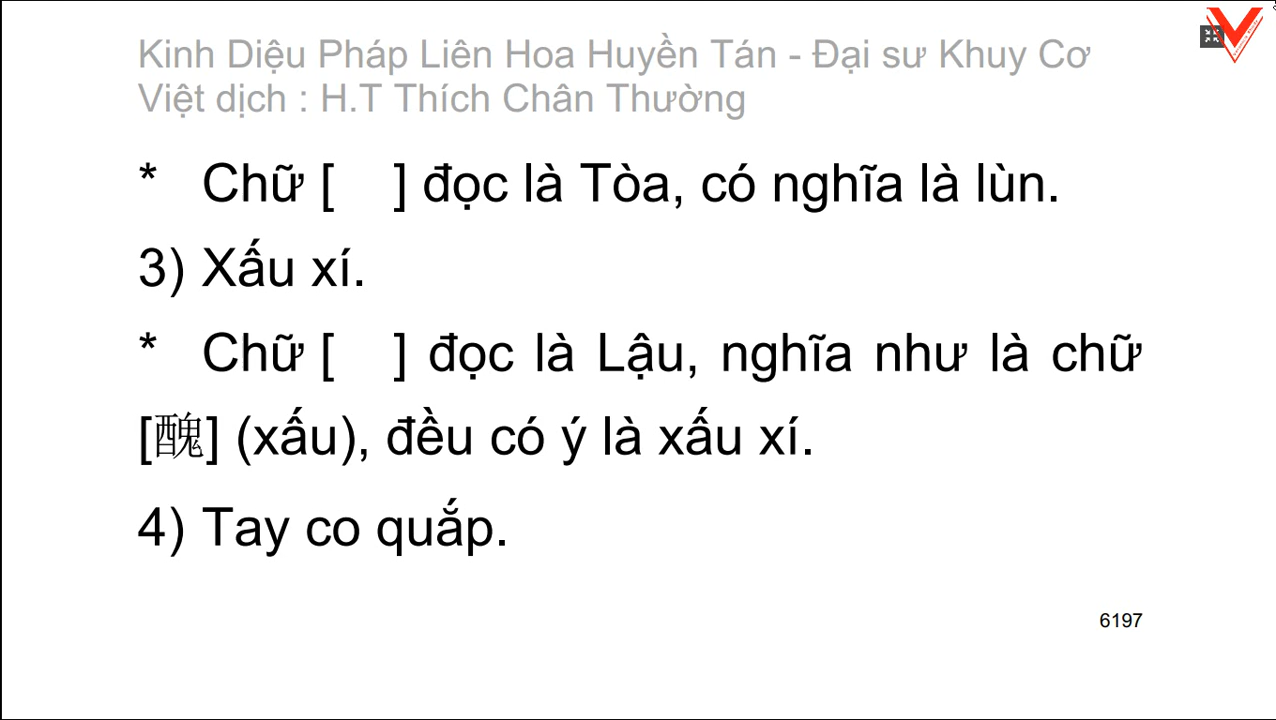 Kinh Diệu Pháp Liên Hoa Huyền Tán - Đại sư Khuy Cơ
Việt dịch : H.T Thích Chân Thường
* Chữ [ ] đọc là Tòa, có nghĩa là lùn.
3) Xấu xí.
* Chữ [ ] đọc là Lậu, nghĩa như là chữ
[醜] (xấu), đều có ý là xấu xí.
4) Tay co quắp.
6197